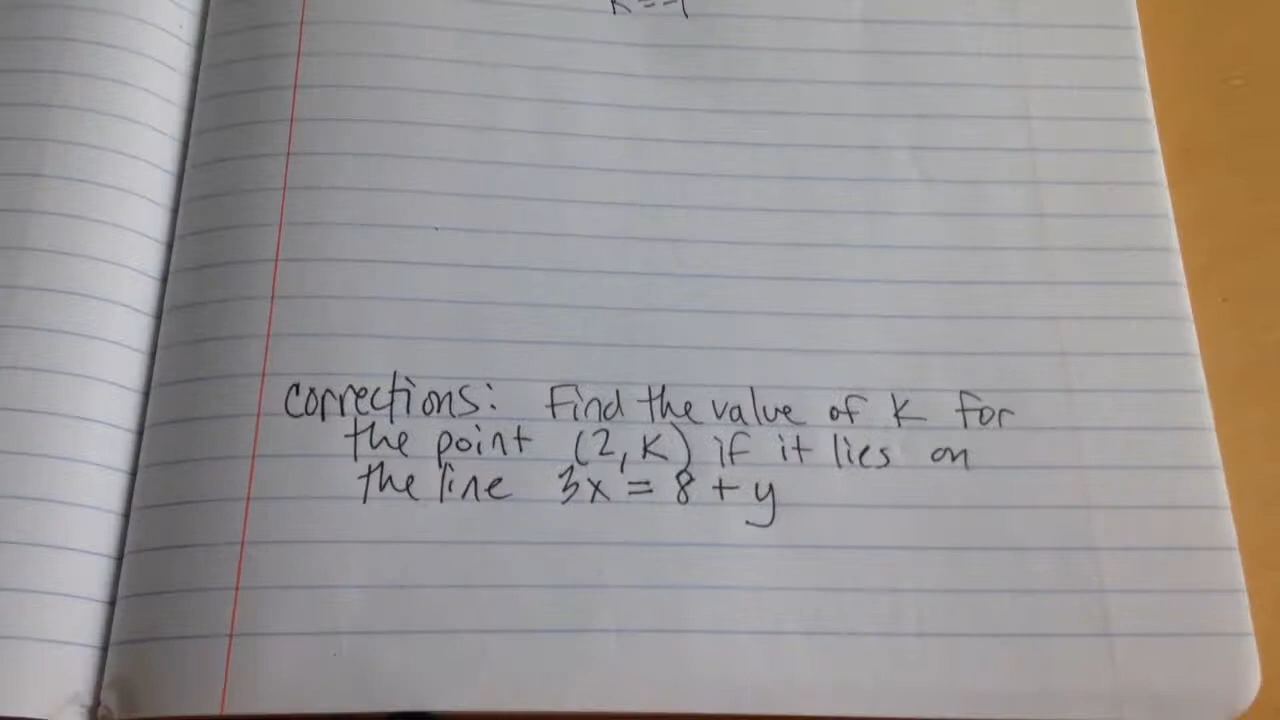 corrections: Find the value of K for
the point (2,K) if it lies on
the line 3x = 8 + y